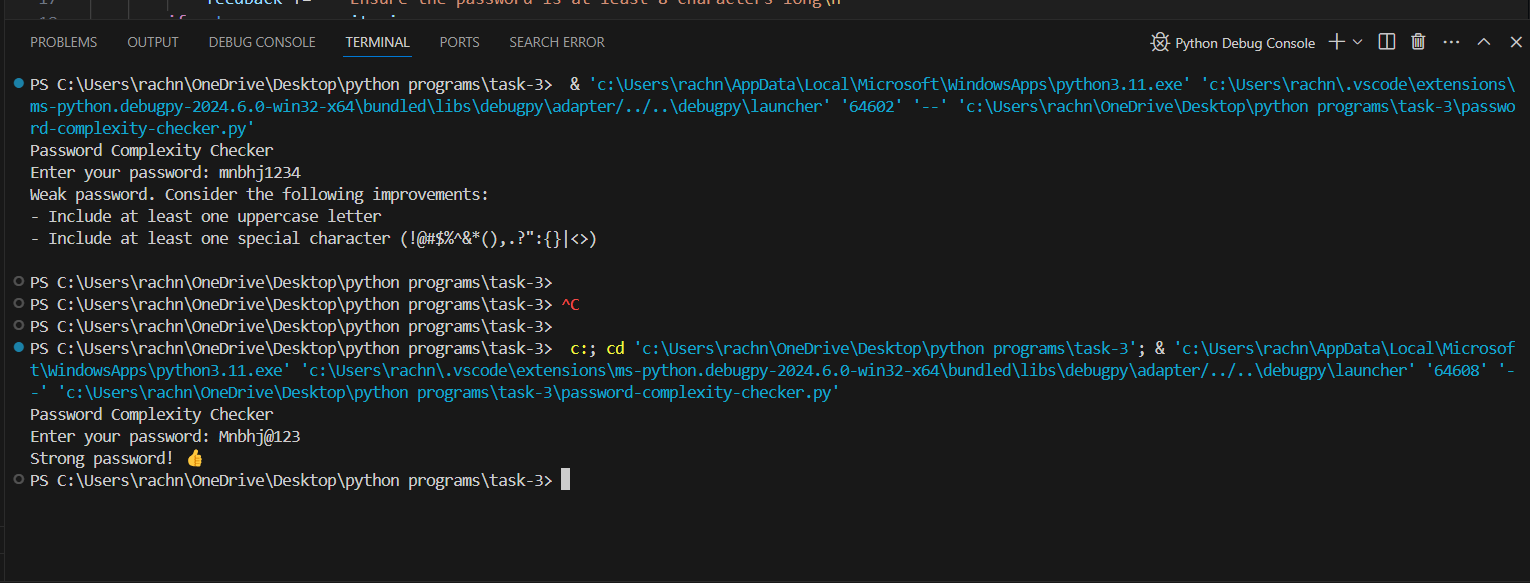 feedback += "- Ensure the password is at least 8 characters long\n"
PROBLEMS OUTPUT DEBUG CONSOLE TERMINAL PORTS SEARCH ERROR Python Debug Console
PS C:\Users\rachn\OneDrive\Desktop\python programs\task-3>  & 'c:\Users\rachn\AppData\Local\Microsoft\WindowsApps\python3.11.exe' 'c:\Users\rachn\.vscode\extensions\
ms-python.debugpy-2024.6.0-win32-x64\bundled\libs\debugpy\adapter/../..\debugpy\launcher' '64602' '--' 'c:\Users\rachn\OneDrive\Desktop\python programs\task-3\passwo
rd-complexity-checker.py'
Password Complexity Checker
Enter your password: mnbhj1234
Weak password. Consider the following improvements:
- Include at least one uppercase letter
- Include at least one special character (!@#$%^&*(),.?":{}|<>)
PS C:\Users\rachn\OneDrive\Desktop\python programs\task-3>
PS C:\Users\rachn\OneDrive\Desktop\python programs\task-3> ^C
PS C:\Users\rachn\OneDrive\Desktop\python programs\task-3>
PS C:\Users\rachn\OneDrive\Desktop\python programs\task-3>  c:; cd 'c:\Users\rachn\OneDrive\Desktop\python programs\task-3'; & 'c:\Users\rachn\AppData\Local\Microsof
t\WindowsApps\python3.11.exe' 'c:\Users\rachn\.vscode\extensions\ms-python.debugpy-2024.6.0-win32-x64\bundled\libs\debugpy\adapter/../..\debugpy\launcher' '64608' '-
-' 'c:\Users\rachn\OneDrive\Desktop\python programs\task-3\password-complexity-checker.py'
Password Complexity Checker
Enter your password: Mnbhj@123
Strong password! 👍
PS C:\Users\rachn\OneDrive\Desktop\python programs\task-3>